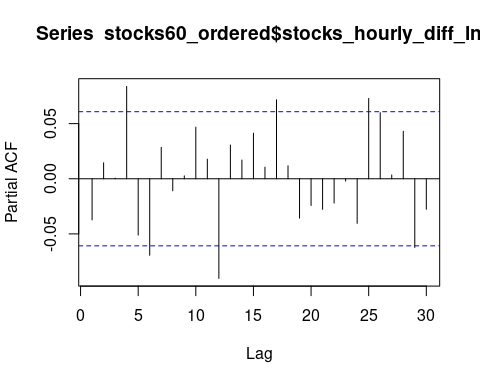 Series stocks60_ordered$stocks_hourly_diff_ln
Partial ACF
0.05
0.00
-0.05
0 5 10 15 20 25 30
Lag